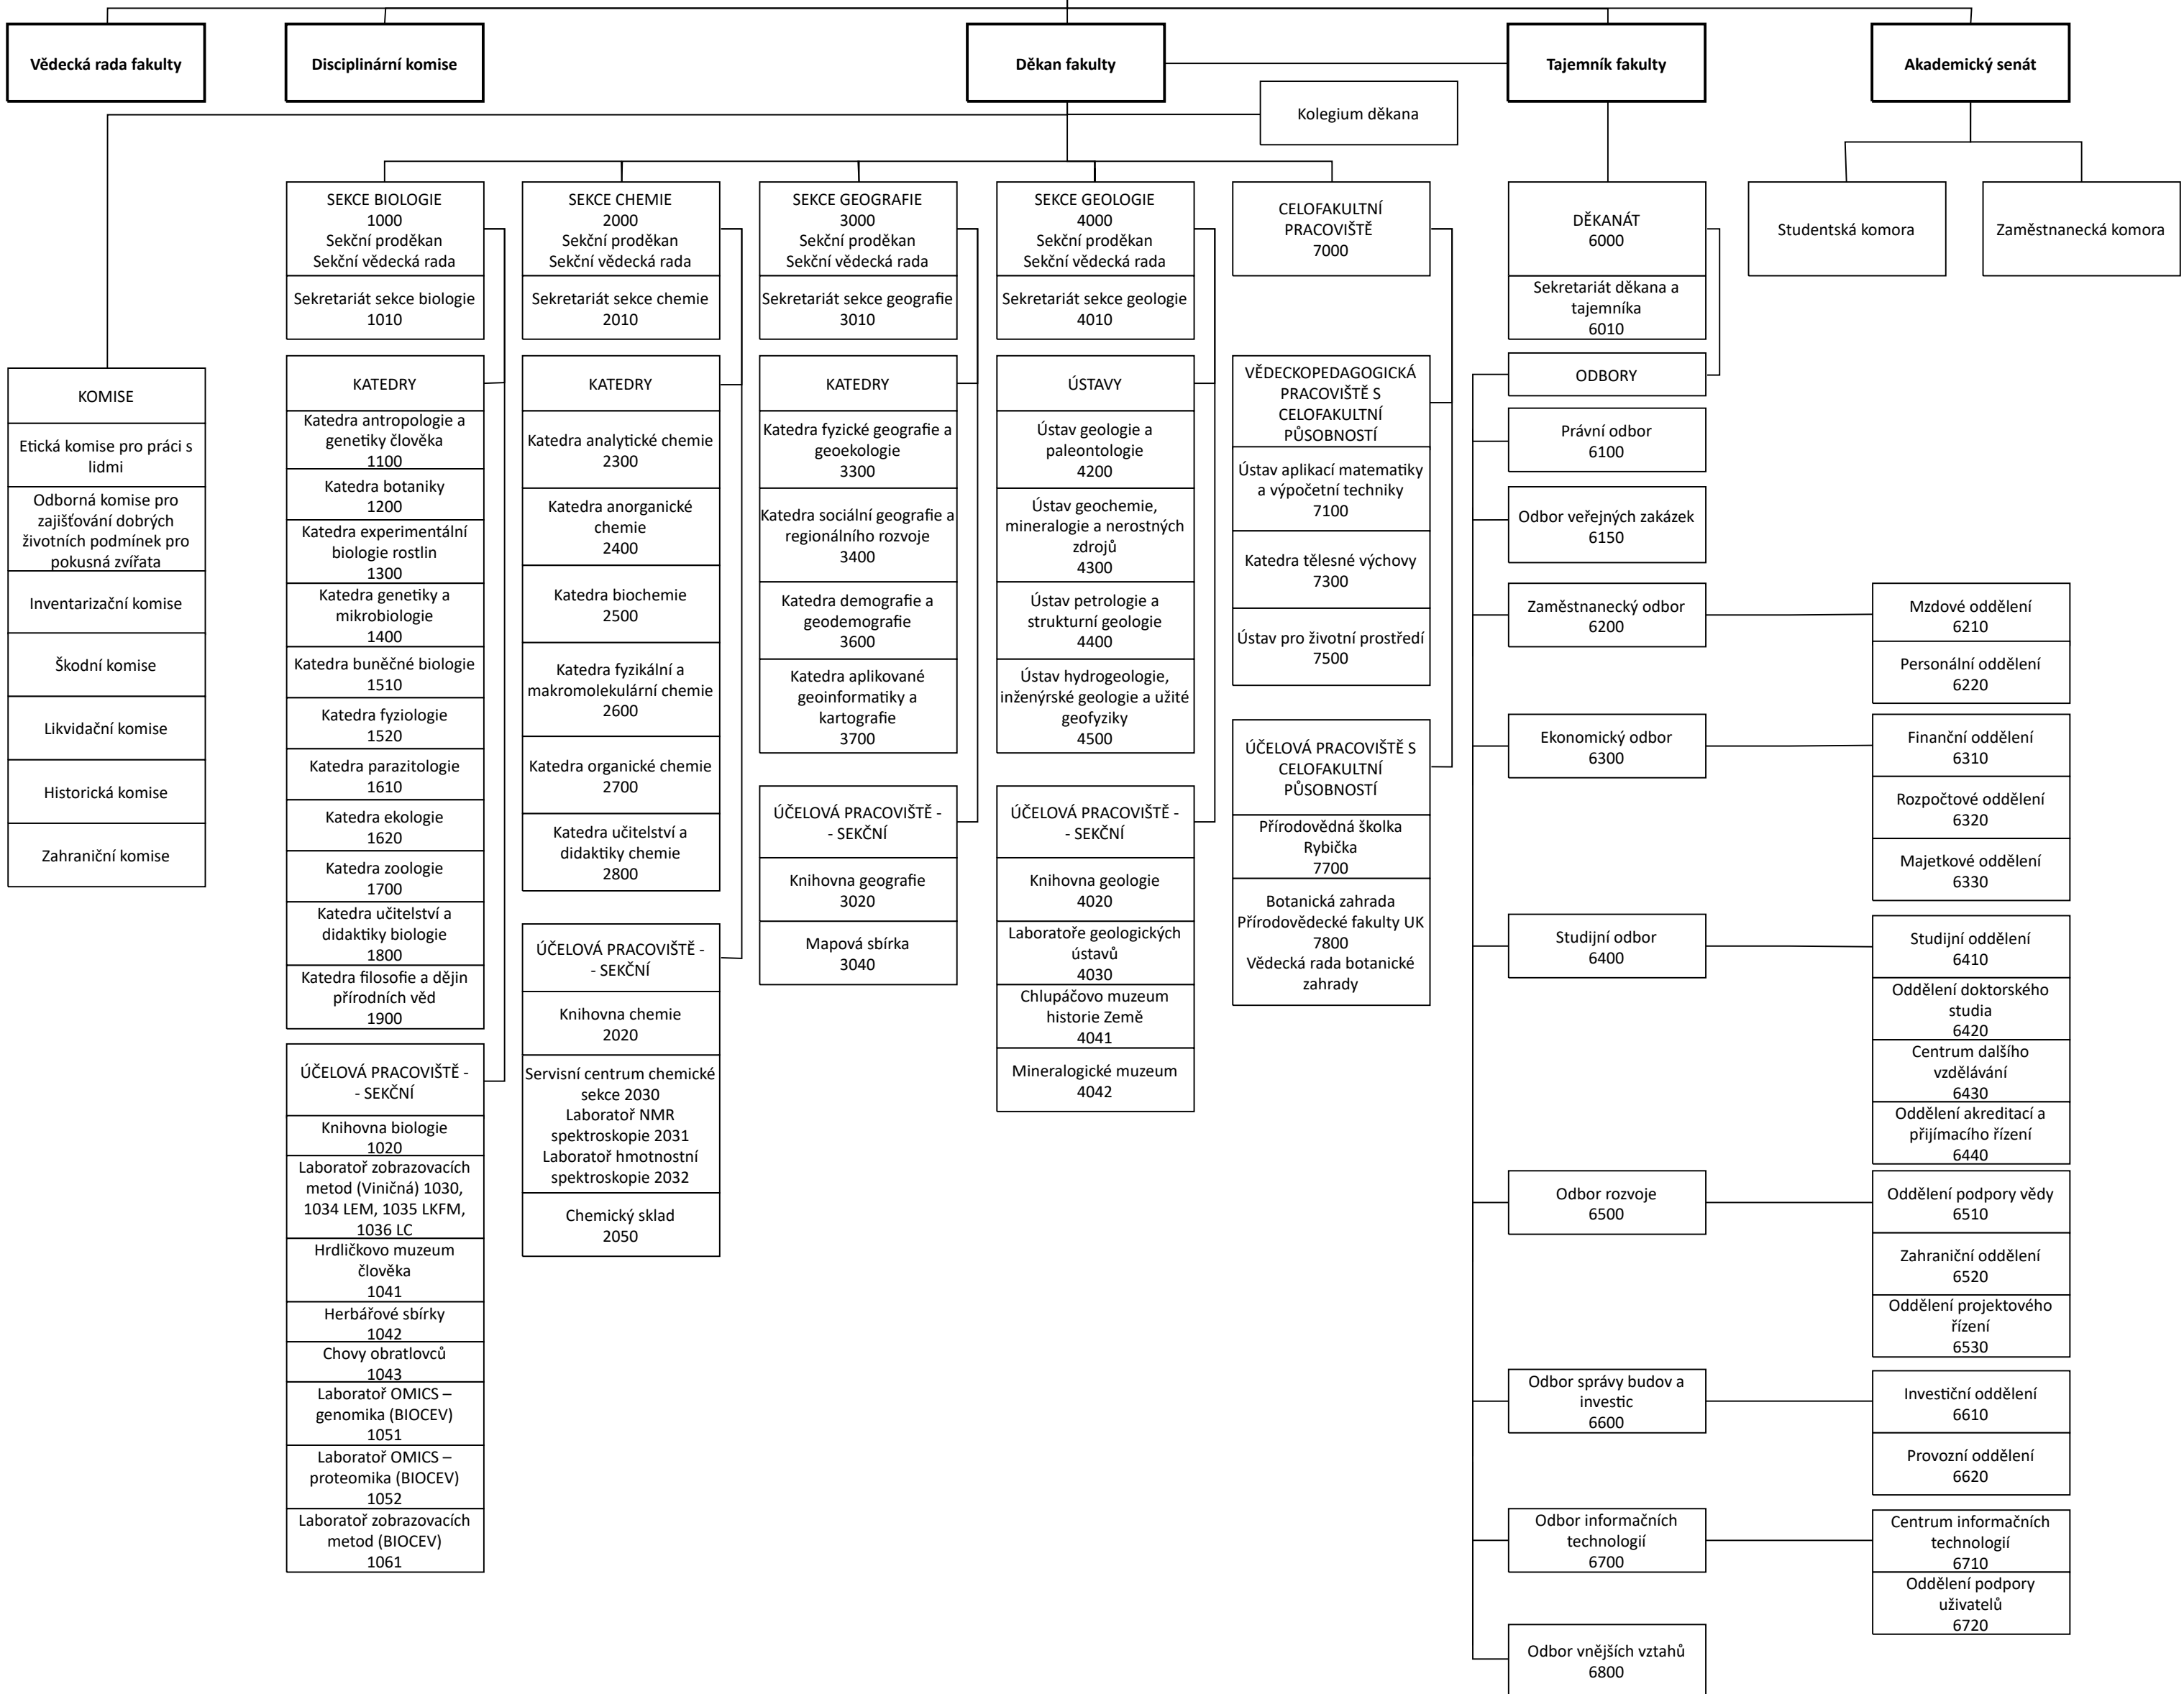 Vědecká rada fakulty
Disciplinární komise
Děkan fakulty
Tajemník fakulty
Akademický senát
Kolegium děkana
KOMISE
Etická komise pro práci s
lidmi
Odborná komise pro
zajišťování dobrých
životních podmínek pro
pokusná zvířata
Inventarizační komise
Škodní komise
Likvidační komise
Historická komise
Zahraniční komise
SEKCE BIOLOGIE
1000
Sekční proděkan
Sekční vědecká rada
Sekretariát sekce biologie
1010
KATEDRY
Katedra antropologie a
genetiky člověka
1100
Katedra botaniky
1200
Katedra experimentální
biologie rostlin
1300
Katedra genetiky a
mikrobiologie
1400
Katedra buněčné biologie
1510
Katedra fyziologie
1520
Katedra parazitologie
1610
Katedra ekologie
1620
Katedra zoologie
1700
Katedra učitelství a
didaktiky biologie
1800
Katedra filosofie a dějin
přírodních věd
1900
ÚČELOVÁ PRACOVIŠTĚ -
- SEKČNÍ
Knihovna biologie
1020
Laboratoř zobrazovacích
metod (Viničná) 1030,
1034 LEM, 1035 LKFM,
1036 LC
Hrdličkovo muzeum
člověka
1041
Herbářové sbírky
1042
Chovy obratlovců
1043
Laboratoř OMICS –
genomika (BIOCEV)
1051
Laboratoř OMICS –
proteomika (BIOCEV)
1052
Laboratoř zobrazovacích
metod (BIOCEV)
1061
SEKCE CHEMIE
2000
Sekční proděkan
Sekční vědecká rada
Sekretariát sekce chemie
2010
KATEDRY
Katedra analytické chemie
2300
Katedra anorganické
chemie
2400
Katedra biochemie
2500
Katedra fyzikální a
makromolekulární chemie
2600
Katedra organické chemie
2700
Katedra učitelství a
didaktiky chemie
2800
ÚČELOVÁ PRACOVIŠTĚ -
- SEKČNÍ
Knihovna chemie
2020
Servisní centrum chemické
sekce 2030
Laboratoř NMR
spektroskopie 2031
Laboratoř hmotnostní
spektroskopie 2032
Chemický sklad
2050
SEKCE GEOGRAFIE
3000
Sekční proděkan
Sekční vědecká rada
Sekretariát sekce geografie
3010
KATEDRY
Katedra fyzické geografie a
geoekologie
3300
Katedra sociální geografie a
regionálního rozvoje
3400
Katedra demografie a
geodemografie
3600
Katedra aplikované
geoinformatiky a
kartografie
3700
ÚČELOVÁ PRACOVIŠTĚ -
- SEKČNÍ
Knihovna geografie
3020
Mapová sbírka
3040
SEKCE GEOLOGIE
4000
Sekční proděkan
Sekční vědecká rada
Sekretariát sekce geologie
4010
ÚSTAVY
Ústav geologie a
paleontologie
4200
Ústav geochemie,
mineralogie a nerostných
zdrojů
4300
Ústav petrologie a
strukturní geologie
4400
Ústav hydrogeologie,
inženýrské geologie a užité
geofyziky
4500
ÚČELOVÁ PRACOVIŠTĚ -
- SEKČNÍ
Knihovna geologie
4020
Laboratoře geologických
ústavů
4030
Chlupáčovo muzeum
historie Země
4041
Mineralogické muzeum
4042
CELOFAKULTNÍ
PRACOVIŠTĚ
7000
VĚDECKOPEDAGOGICKÁ
PRACOVIŠTĚ S
CELOFAKULTNÍ
PŮSOBNOSTÍ
Ústav aplikací matematiky
a výpočetní techniky
7100
Katedra tělesné výchovy
7300
Ústav pro životní prostředí
7500
ÚČELOVÁ PRACOVIŠTĚ S
CELOFAKULTNÍ
PŮSOBNOSTÍ
Přírodovědná školka
Rybička
7700
Botanická zahrada
Přírodovědecké fakulty UK
7800
Vědecká rada botanické
zahrady
DĚKANÁT
6000
Sekretariát děkana a
tajemníka
6010
ODBORY
Právní odbor
6100
Odbor veřejných zakázek
6150
Zaměstnanecký odbor
6200
Ekonomický odbor
6300
Studijní odbor
6400
Odbor rozvoje
6500
Odbor správy budov a
investic
6600
Odbor informačních
technologií
6700
Odbor vnějších vztahů
6800
Studentská komora
Zaměstnanecká komora
Mzdové oddělení
6210
Personální oddělení
6220
Finanční oddělení
6310
Rozpočtové oddělení
6320
Majetkové oddělení
6330
Studijní oddělení
6410
Oddělení doktorského
studia
6420
Centrum dalšího
vzdělávání
6430
Oddělení akreditací a
přijímacího řízení
6440
Oddělení podpory vědy
6510
Zahraniční oddělení
6520
Oddělení projektového
řízení
6530
Investiční oddělení
6610
Provozní oddělení
6620
Centrum informačních
technologií
6710
Oddělení podpory
uživatelů
6720